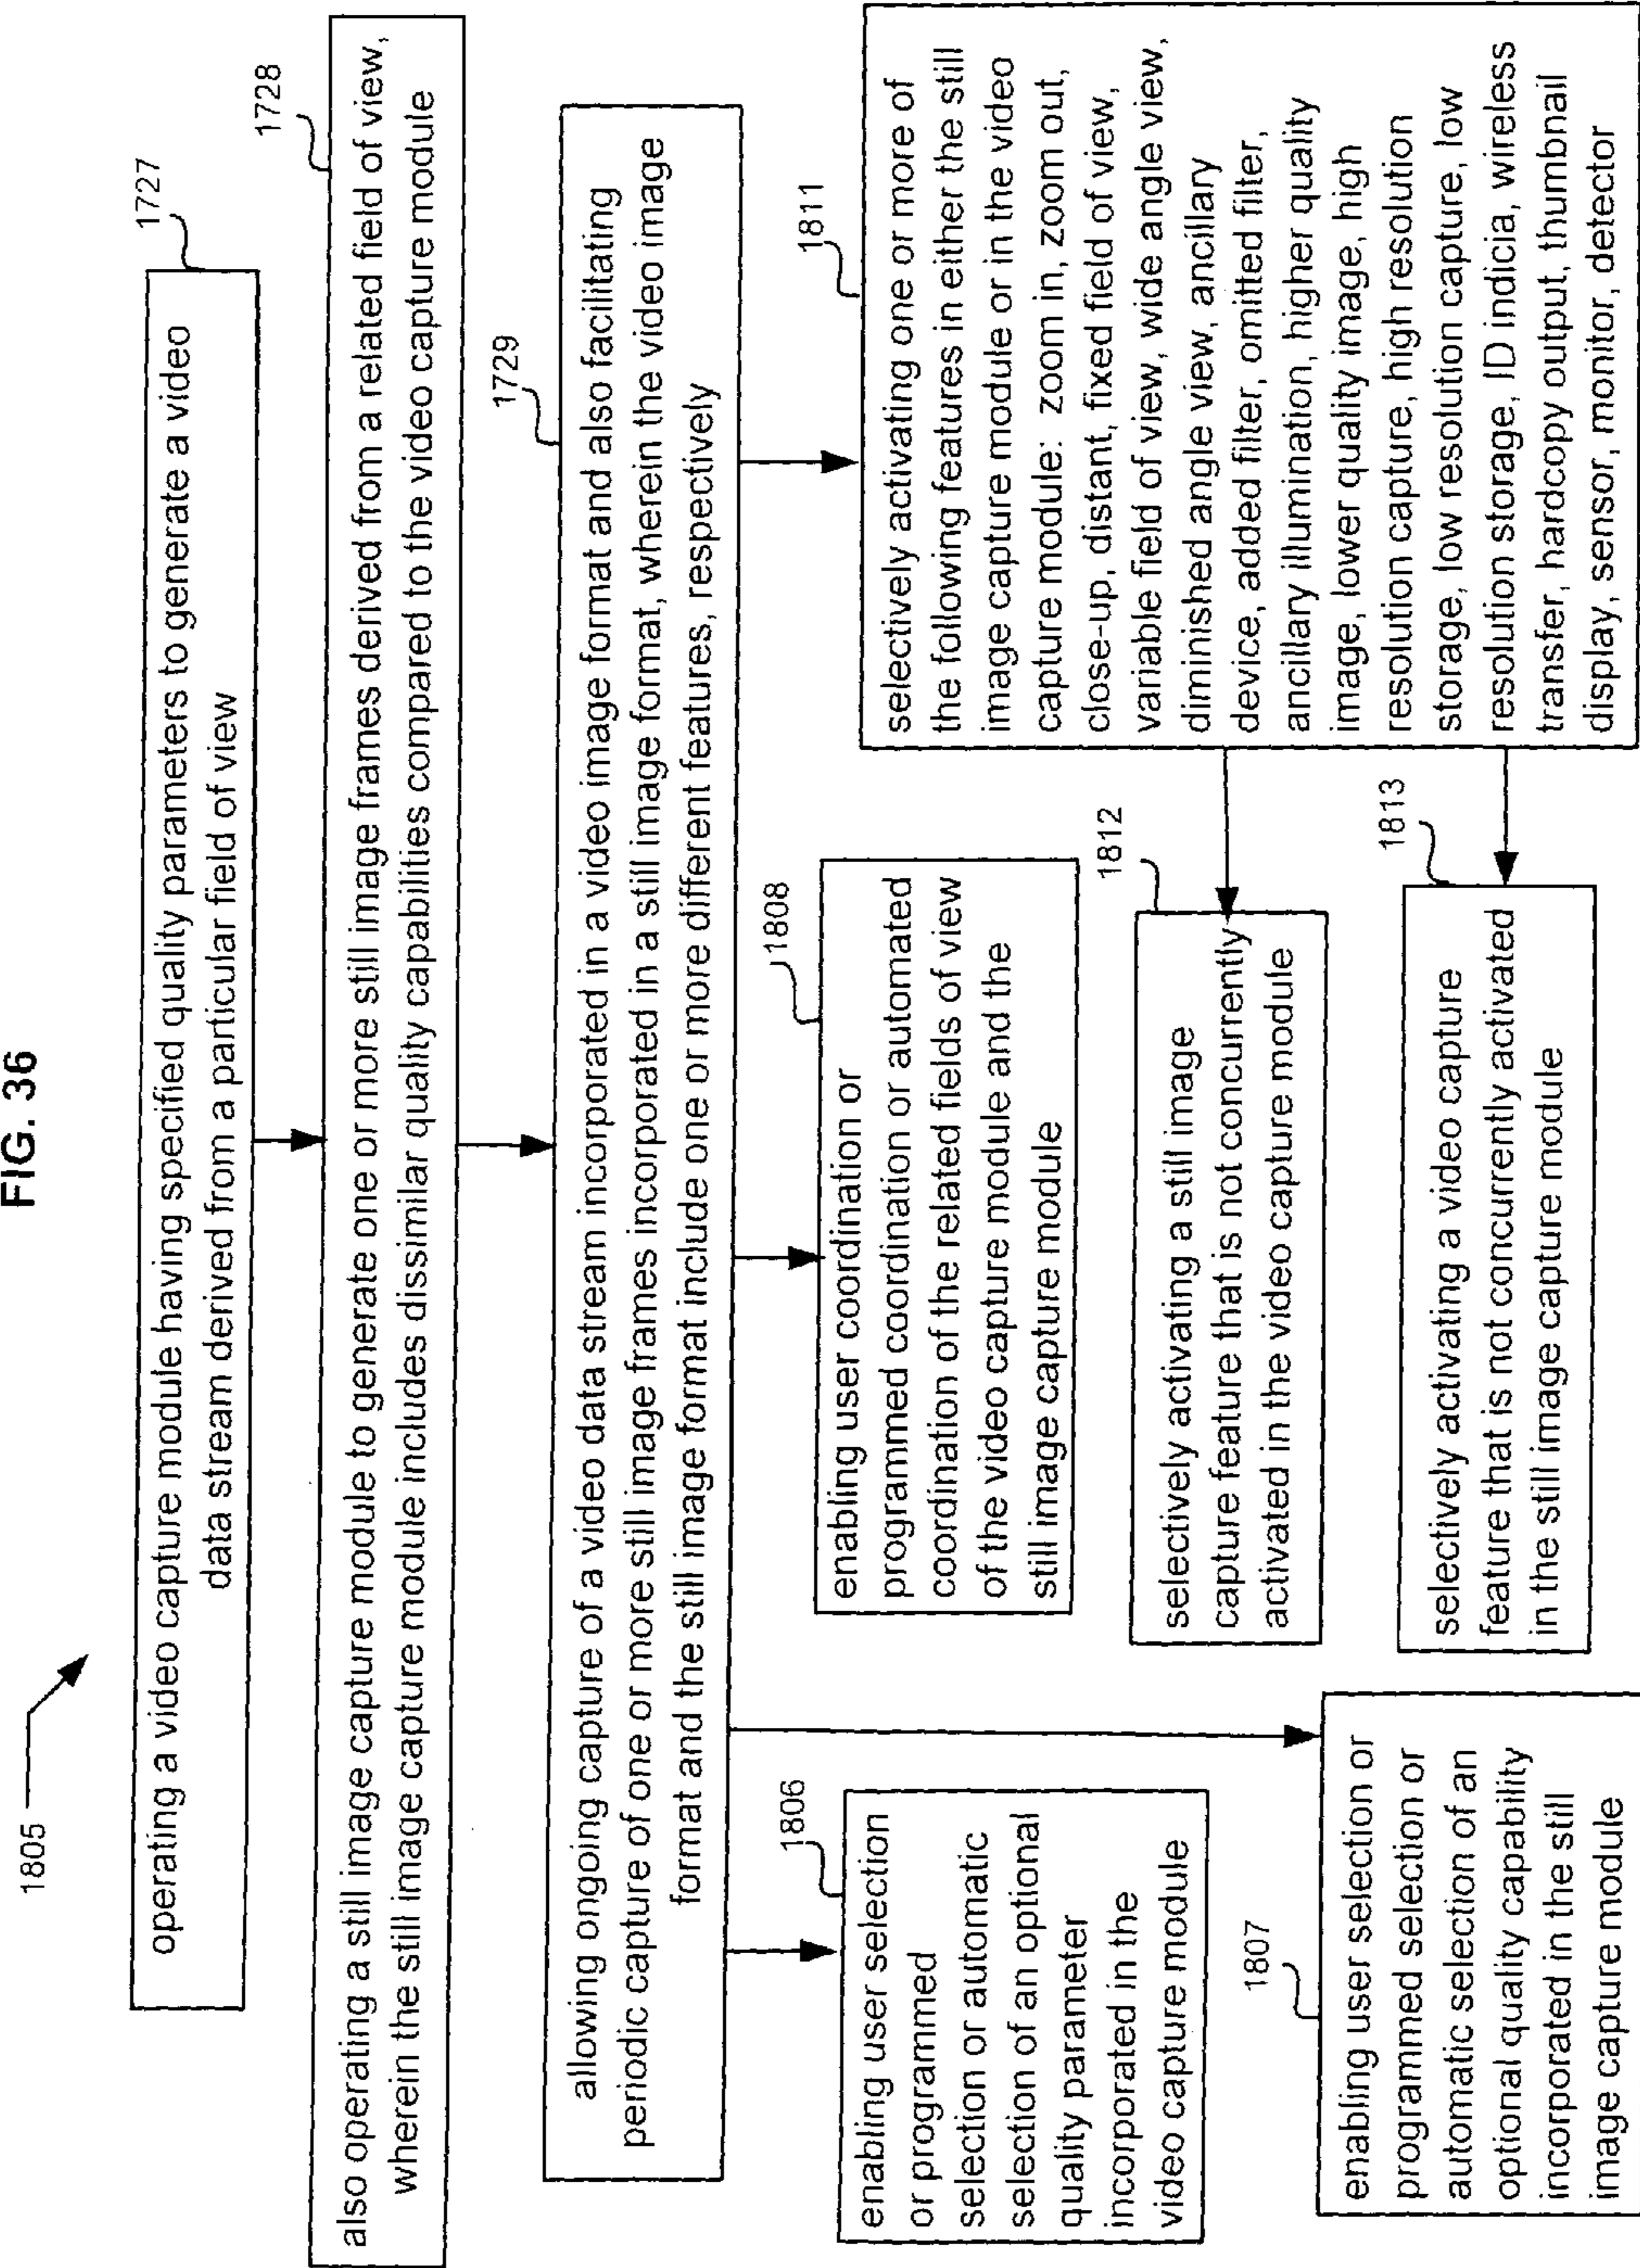 FIG. 36
1805
1727
operating a video capture module having specified quality parameters to generate a video
data stream derived from a particular field of view
1728
also operating a still image capture module to generate one or more still image frames derived from a related field of view,
wherein the still image capture module includes dissimilar quality capabilities compared to the video capture module
1729
allowing ongoing capture of a video data stream incorporated in a video image format and also facilitating
periodic capture of one or more still image frames incorporated in a still image format, wherein the video image
format and the still image format include one or more different features, respectively
1806
enabling user selection
or programmed
selection or automatic
selection of an optional
quality parameter
incorporated in the
video capture module
1807
enabling user selection or
programmed selection or
automatic selection of an
optional quality capability
incorporated in the still
image capture module
1808
enabling user coordination or
programmed coordination or automated
coordination of the related fields of view
of the video capture module and the
still image capture module
1811
selectively activating one or more of
the following features in either the still
image capture module or in the video
capture module: zoom in, zoom out,
close-up, distant, fixed field of view,
variable field of view, wide angle view,
diminished angle view, ancillary
device, added filter, omitted filter,
ancillary illumination, higher quality
image, lower quality image, high
resolution capture, high resolution
storage, low resolution capture, low
resolution storage, ID indicia, wireless
transfer, hardcopy output, thumbnail
display, sensor, monitor, detector
1812
selectively activating a still image
capture feature that is not concurrently
activated in the video capture module
1813
selectively activating a video capture
feature that is not concurrently activated
in the still image capture module